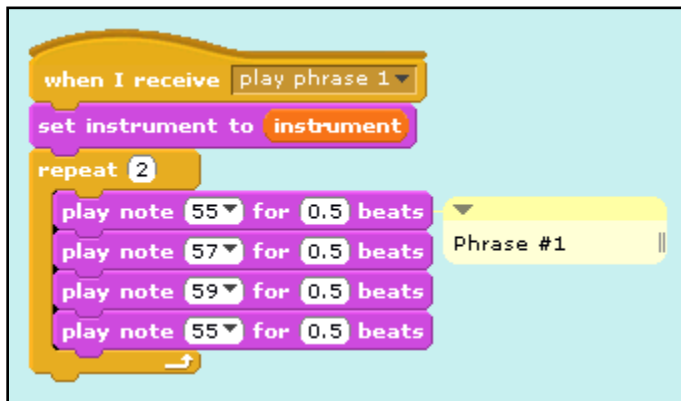 when I receive play phrase 1
set instrument to instrument
repeat 2
play note 55 for 0.5 beats
Phrase #1
play note 57 for 0.5 beats
play note 59 for 0.5 beats
play note 55 for 0.5 beats